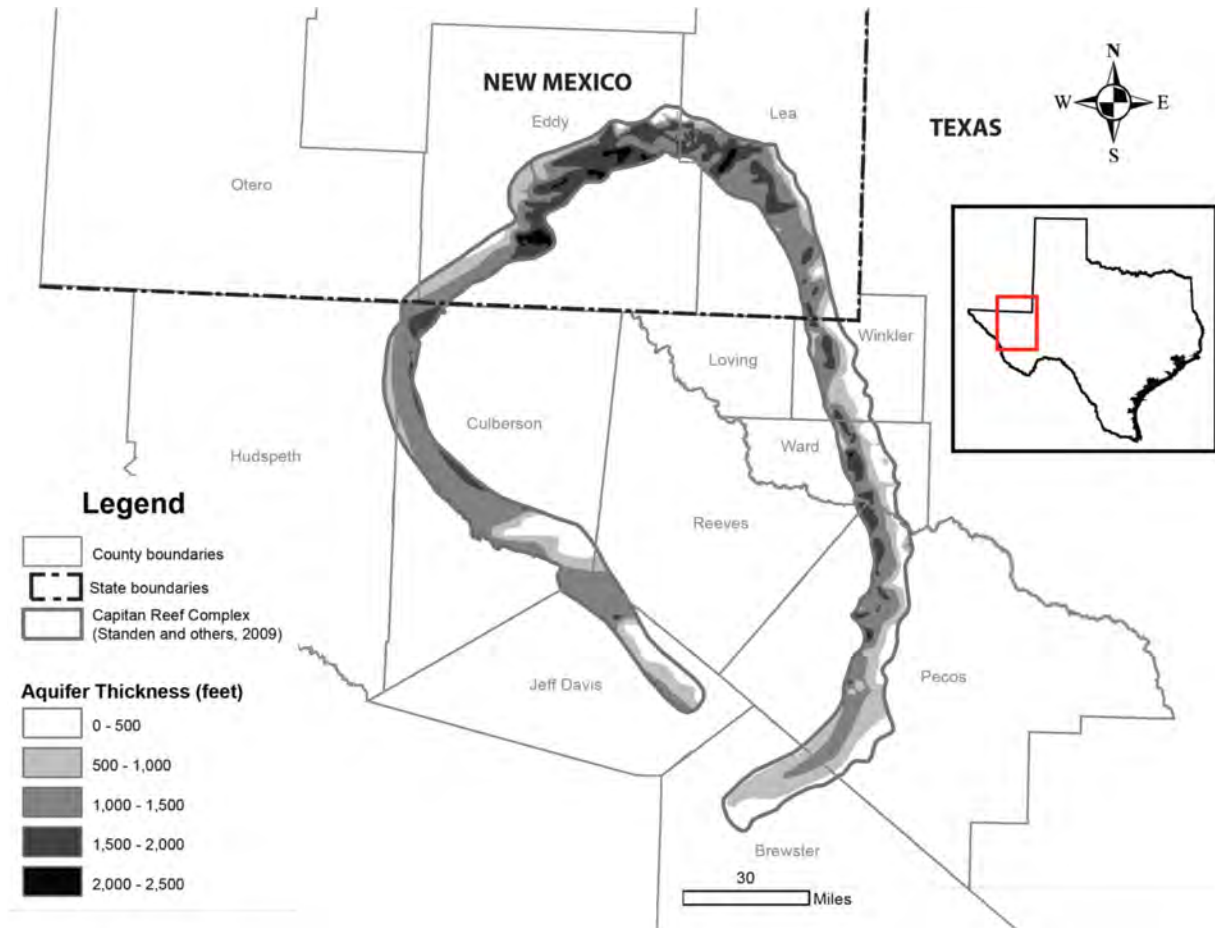 NEW MEXICO
Eddy
Lea
TEXAS
N
W
E
S
Otero
Winkler
Loving
Culberson
Hudspeth
Ward
Reeves
Pecos
Jeff Davis
Brewster
Legend
County boundaries
State boundaries
Capitan Reef Complex
(Standen and others, 2009)
Aquifer Thickness (feet)
0 - 500
500 - 1,000
1,000 - 1,500
1,500 - 2,000
2,000 - 2,500
30
Miles